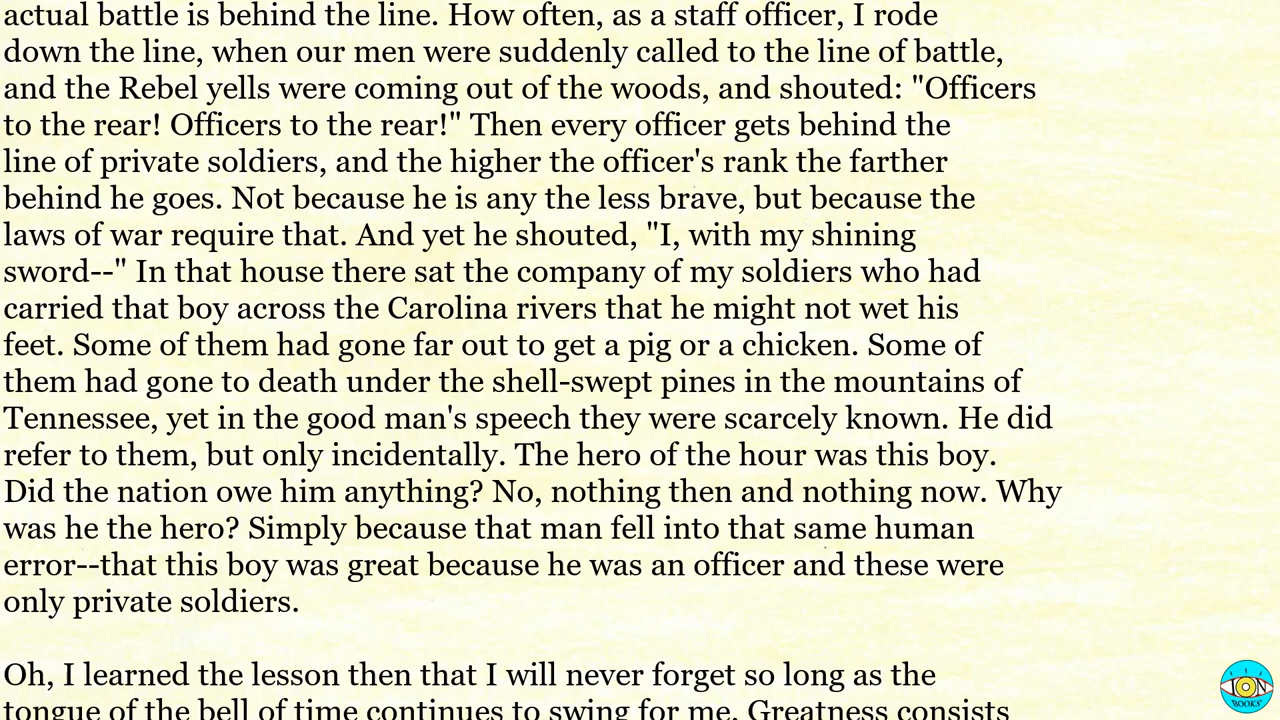 actual battle is behind the line. How often, as a staff officer, I rode
down the line, when our men were suddenly called to the line of battle,
and the Rebel yells were coming out of the woods, and shouted: "Officers
to the rear! Officers to the rear!" Then every officer gets behind the
line of private soldiers, and the higher the officer's rank the farther
behind he goes. Not because he is any the less brave, but because the
laws of war require that. And yet he shouted, "I, with my shining
sword--" In that house there sat the company of my soldiers who had
carried that boy across the Carolina rivers that he might not wet his
feet. Some of them had gone far out to get a pig or a chicken. Some of
them had gone to death under the shell-swept pines in the mountains of
Tennessee, yet in the good man's speech they were scarcely known. He did
refer to them, but only incidentally. The hero of the hour was this boy.
Did the nation owe him anything? No, nothing then and nothing now. Why
was he the hero? Simply because that man fell into that same human
error--that this boy was great because he was an officer and these were
only private soldiers.
Oh, I learned the lesson then that I will never forget so long as the
tongue of the bell of time continues to swing for me. Greatness consists
ION
BOOKS